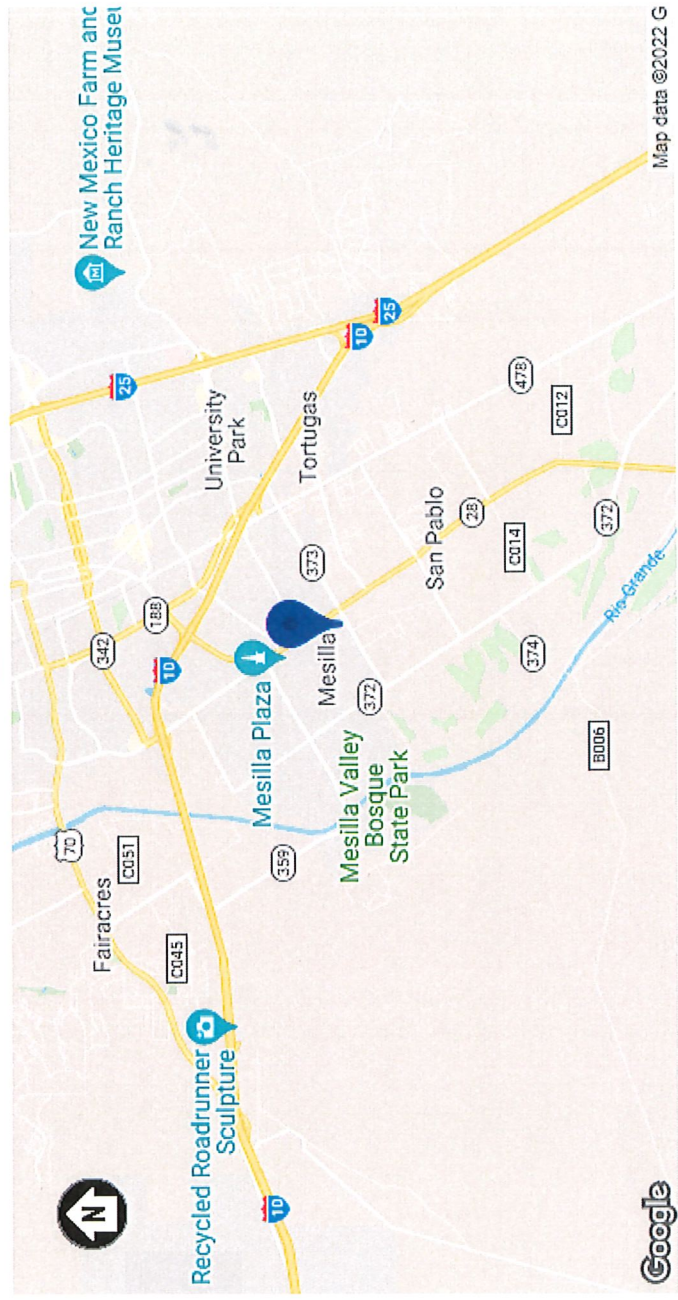 N
70
New Mexico Farm and
Ranch Heritage Museu
342
Fairacres
25
C051
188
10
C045
Recycled Roadrunner
Sculpture
University
Park
Mesilla Plaza
10
359
Tortugas
373
Mesilla
Mesilla Valley
Bosque
State Park
10
25
372
San Pablo
28
C014
478
374
C012
B006
372
Rio Grande
Google
Map data ©2022 G